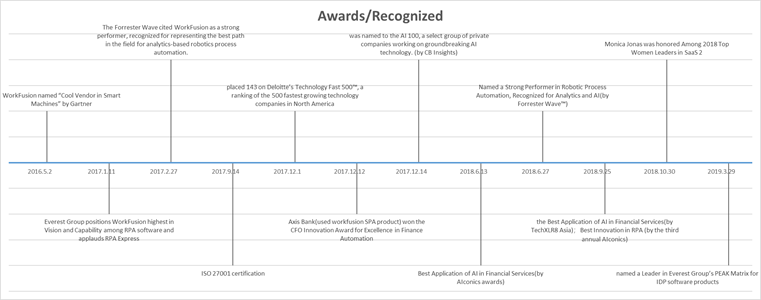 Awards/Recognized
The Forrester Wave cited WorkFusion as a strong
performer, recognized for representing the best path
in the field for analytics-based robotics process
automation.
was named to the AI 100, a select group of private
companies working on groundbreaking AI
technology. (by CB Insights)
Monica Jonas was honored Among 2018 Top
Women Leaders in SaaS 2
WorkFusion named "Cool Vendor in Smart
Machines" by Gartner
placed 143 on Deloitte's Technology Fast 500™, a
ranking of the 500 fastest growing technology
companies in North America
Named a Strong Performer in Robotic Process
Automation, Recognized for Analytics and AI(by
Forrester Wave™)
2016.5.2
2017.1.11
2017.2.27
2017.9.14
2017.12.1
2017.12.12
2017.12.14
2018.6.13
2018.6.27
2018.9.25
2018.10.30
2019.3.29
Everest Group positions WorkFusion highest in
Vision and Capability among RPA software and
applauds RPA Express
Axis Bank(used workfusion SPA product) won the
CFO Innovation Award for Excellence in Finance
Automation
the Best Application of AI in Financial Services(by
TechXLR8 Asia)； Best Innovation in RPA (by the third
annual AIconics)
ISO 27001 certification
Best Application of AI in Financial Services(by
AIconics awards)
named a Leader in Everest Group's PEAK Matrix for
IDP software products